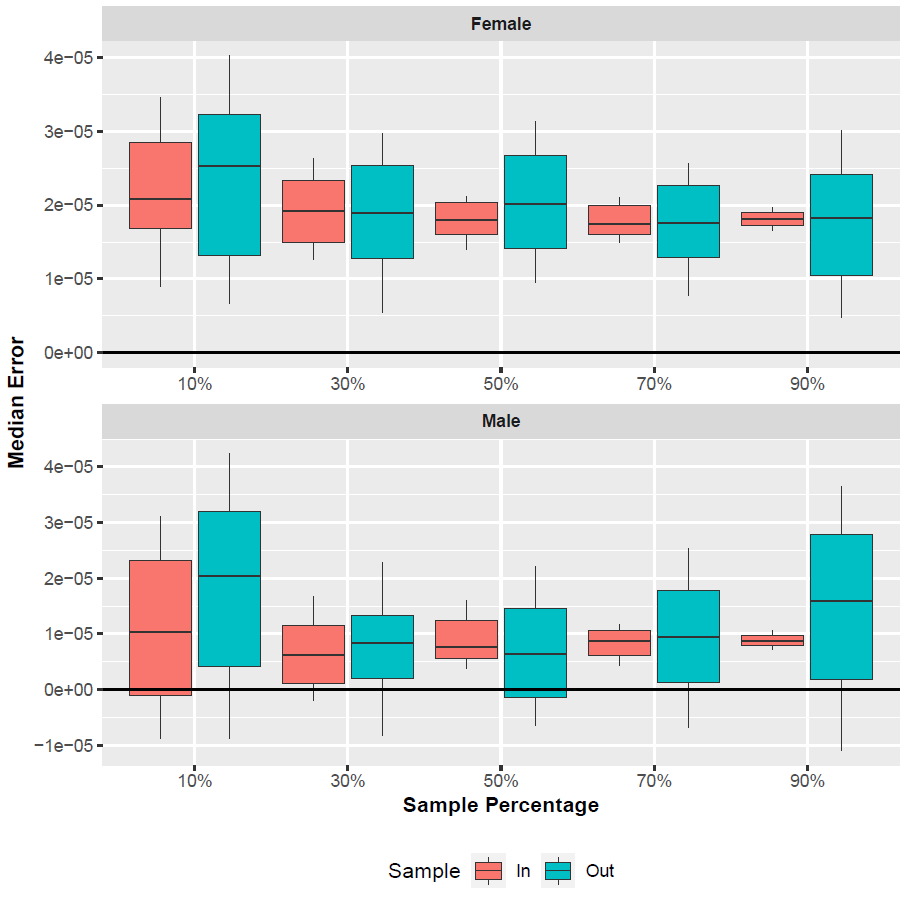 Female
4e−05
3e−05
2e−05
1e−05
0e+00
10% 30% 50% 70% 90%
Median Error
Male
4e−05
3e−05
2e−05
1e−05
0e+00
−1e−05
10% 30% 50% 70% 90%
Sample Percentage
Sample In Out